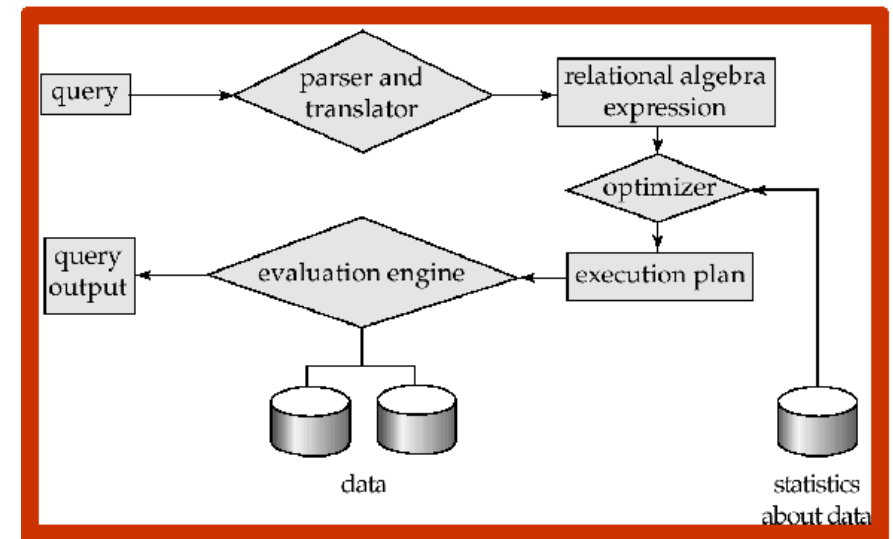 query
parser and
translator
relational algebra
expression
optimizer
query
output
evaluation engine
execution plan
data
statistics
about data